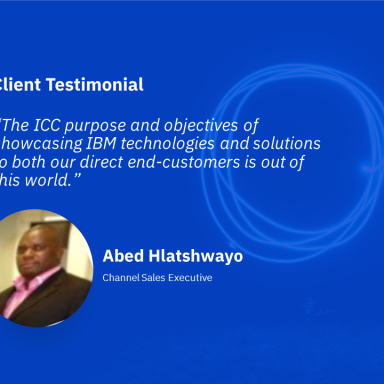 Client Testimonial
“The ICC purpose and objectives of
howcasing IBM technologies and solutions
o both our direct end-customers is out of
his world.”
Abed Hlatshwayo
Channel Sales Executive